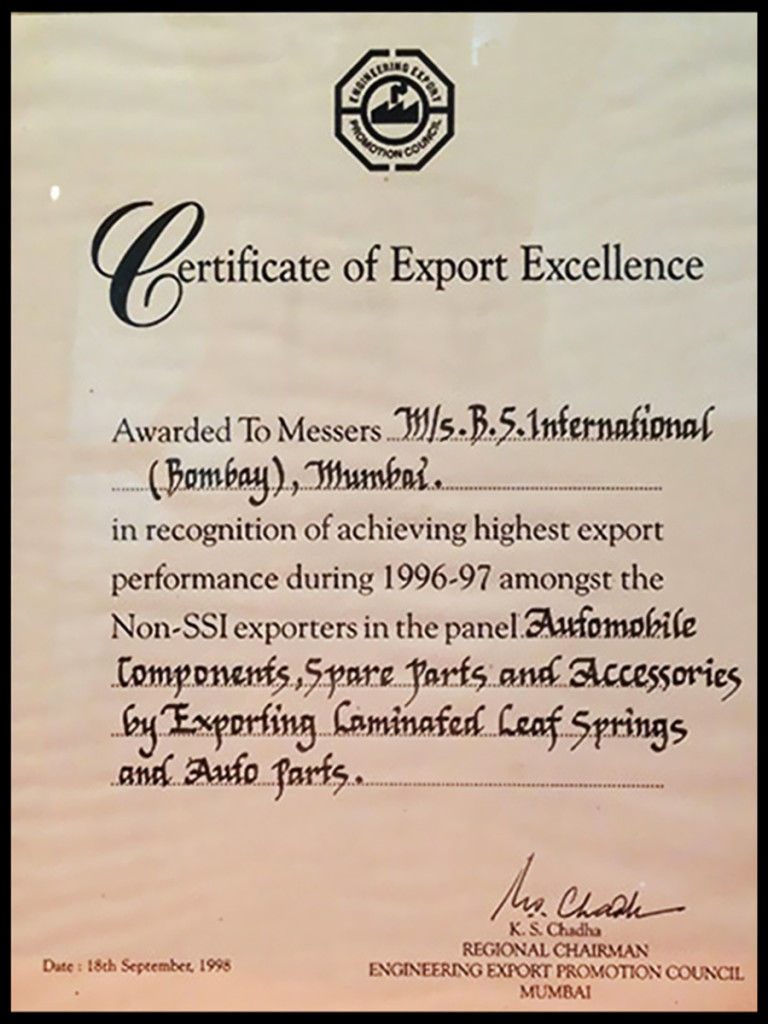 ENGINEERING EXPORT
PROMOTION COUNCIL
Certificate of Export Excellence
Awarded To Messers M/s. B. S. International
(Bombay), Mumbai.
in recognition of achieving highest export
performance during 1996-97 amongst the
Non-SSI exporters in the panel Automobile
Components, Spare Parts and Accessories
by Exporting Laminated Leaf Springs
and Auto Parts.
K. S. Chadha
REGIONAL CHAIRMAN
Date : 18th September, 1998
ENGINEERING EXPORT PROMOTION COUNCIL
MUMBAI